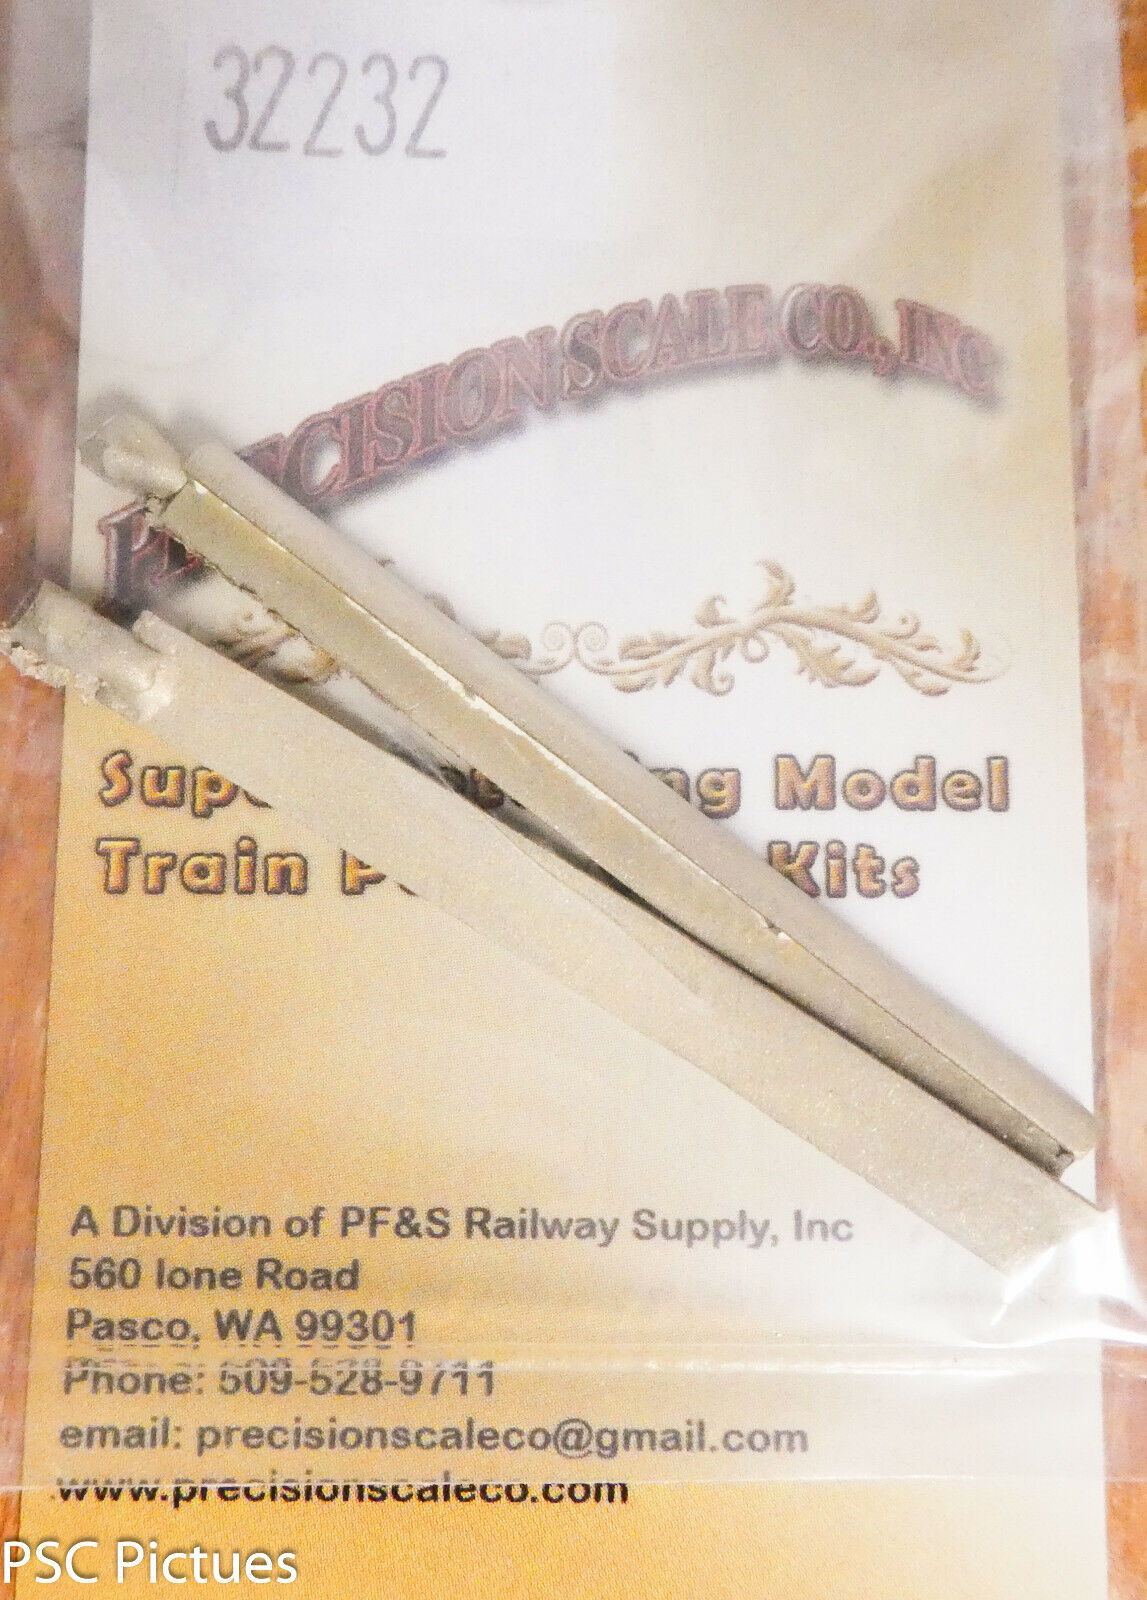 32232
PRECISION SCALE CO., INC
Model
Train Kits
A Division of PF&S Railway Supply, Inc
560 Ione Road
Pasco, WA 99301
Phone: 509-528-9711
email: precisionscaleco@gmail.com
www.precisionscaleco.com
PSC Pictues